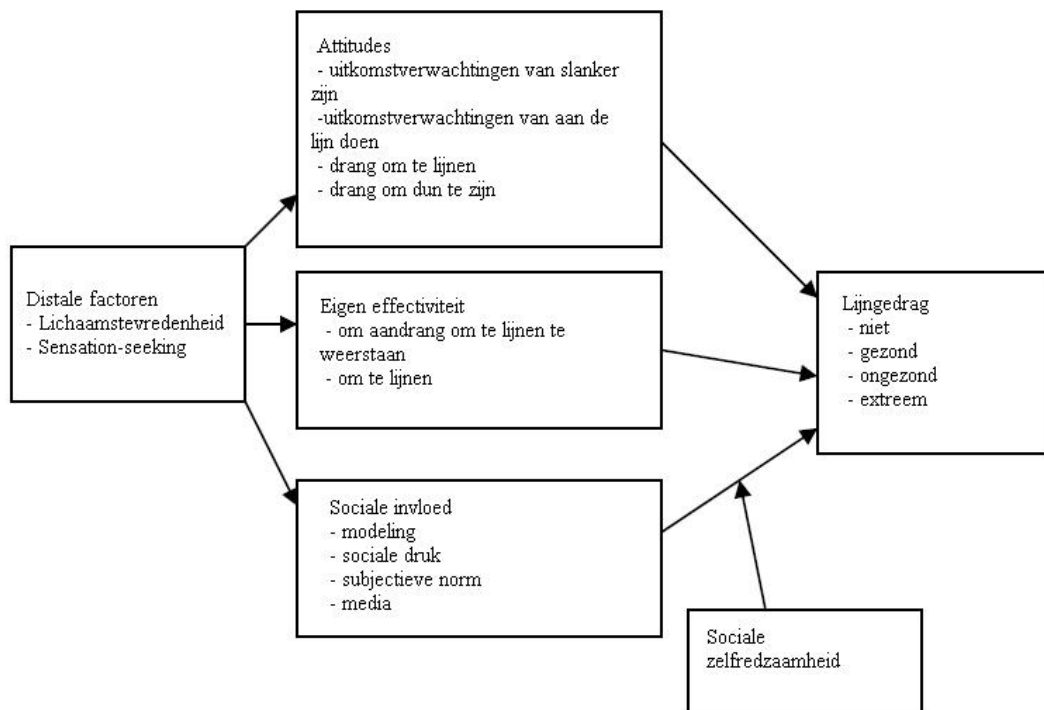 Attitudes
- uitkomstverwachtingen van slanker
zijn
-uitkomstverwachtingen van aan de
lijn doen
- drang om te lijnen
- drang om dun te zijn
Distale factoren
- Lichaamstevredenheid
- Sensation-seeking
Eigen effectiviteit
- om aandrang om te lijnen te
weerstaan
- om te lijnen
Lijngedrag
- niet
- gezond
- ongezond
- extreem
Sociale invloed
- modeling
- sociale druk
- subjectieve norm
- media
Sociale
zelfredzaamheid